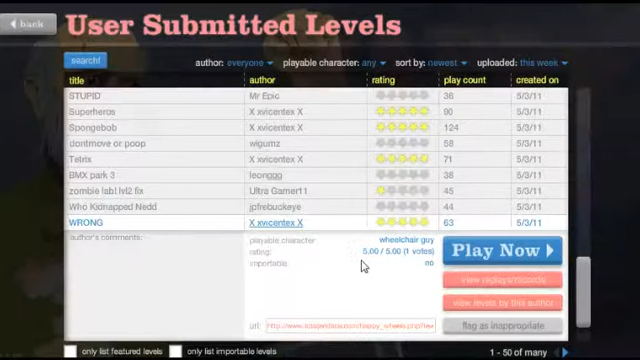 back
User Submitted Levels
search!
author: everyone playable character: any sort by: newest uploaded: this week
title author rating play count created on
STUPID Mr Epic 36 5/3/11
Superheros X xvicentex X 90 5/3/11
Spongebob X xvicentex X 124 5/3/11
dontmove or poop wigumz 58 5/3/11
Tetrix X xvicentex X 71 5/3/11
BMX park 3 leonggg 38 5/3/11
zombie lab! lvl2 fix Ultra Gamer11 45 5/3/11
Who Kidnapped Nedd jpfrebuckeye 44 5/3/11
WRONG X xvicentex X 63 5/3/11
author's comments:
playable character wheelchair guy
rating: 5.00 / 5.00 (1 votes)
importable: no
Play Now
view replays/records
view levels by this author
url:
flag as inappropriate
only list featured levels only list importable levels 1 - 50 of many